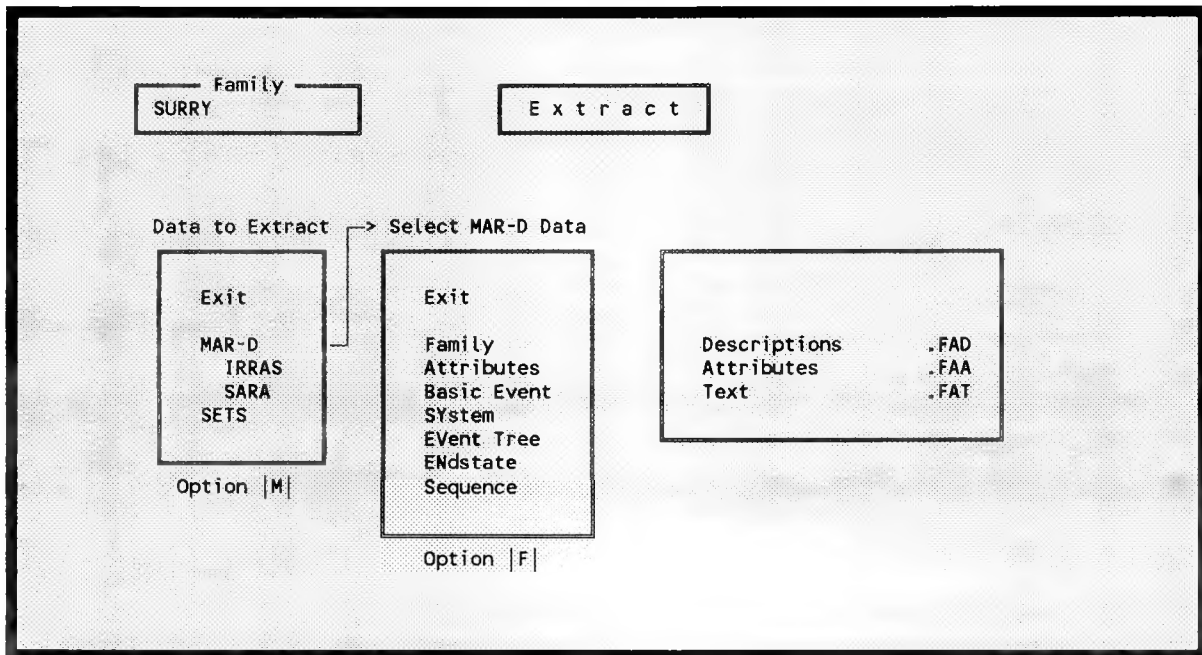 Family
SURRY
E x t r a c t
Data to Extract
Exit
MAR-D
IRRAS
SARA
SETS
Option |M|
> Select MAR-D Data
Exit
Family
Attributes
Basic Event
SYstem
EVent Tree
ENdstate
Sequence
Option |F|
Descriptions .FAD
Attributes .FAA
Text .FAT